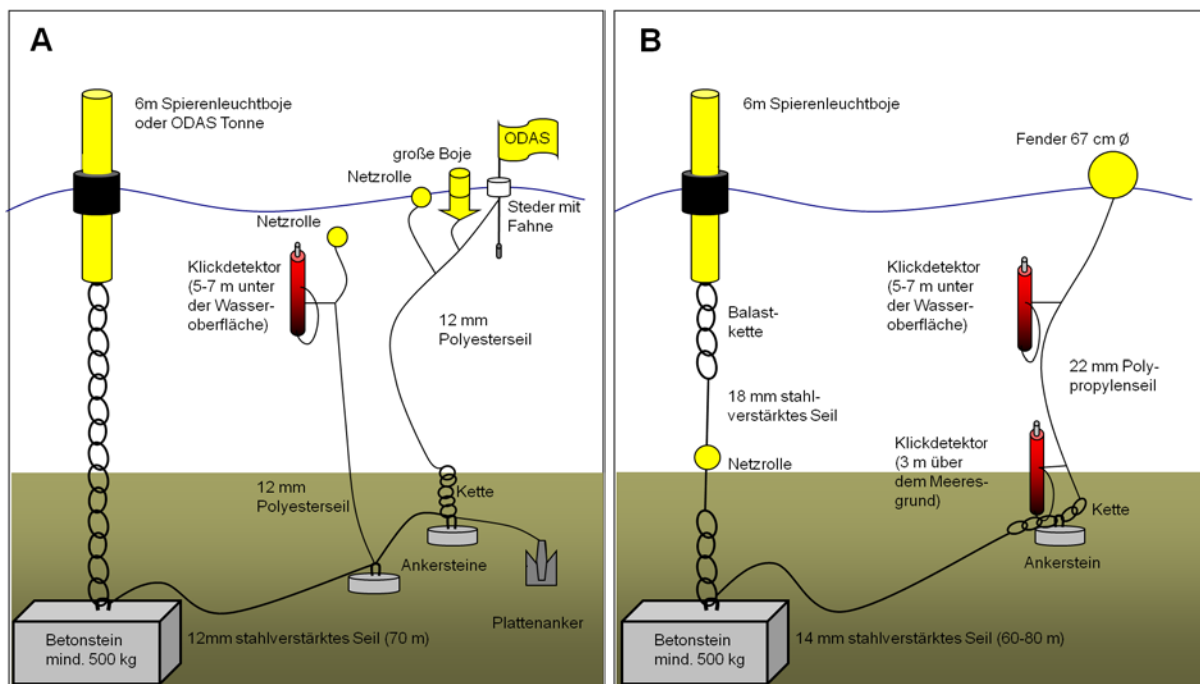 A
6m Spierenleuchtboje
oder ODAS Tonne
ODAS
große Boje
Netzrolle
Steder mit
Fahne
Netzrolle
Klickdetektor
(5-7 m unter
der Wasser-
oberfläche)
12 mm
Polyesterseil
12 mm
Polyesterseil
Kette
Ankersteine
Plattenanker
Betonstein
mind. 500 kg
12mm stahlverstärktes Seil (70 m)
B
6m Spierenleuchtboje
Fender 67 cm Ø
Klickdetektor
(5-7 m unter
der Wasser-
oberfläche)
Balast-
kette
22 mm Poly-
propylenseil
18 mm stahl-
verstärktes Seil
Klickdetektor
(3 m über
dem Meeres-
grund)
Netzrolle
Kette
Ankerstein
Betonstein
mind. 500 kg
14 mm stahlverstärktes Seil (60-80 m)